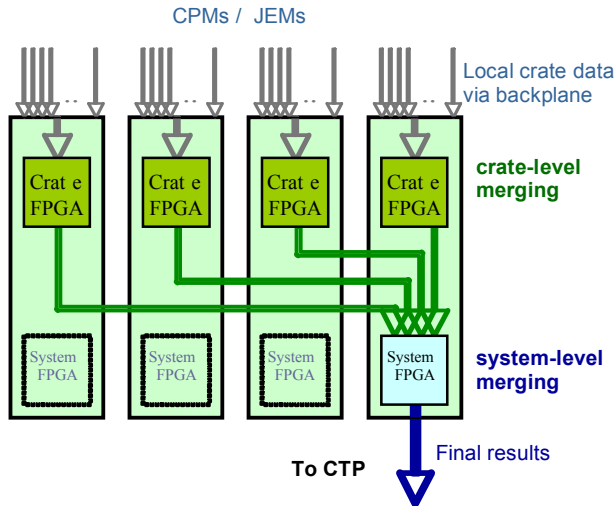 CPMs / JEMs
Local crate data
via backplane
.. .. .. ..
Crat e
FPGA
Crat e
FPGA
Crat e
FPGA
Crat e
FPGA
crate-level
merging
System
FPGA
System
FPGA
System
FPGA
System
FPGA
system-level
merging
Final results
To CTP